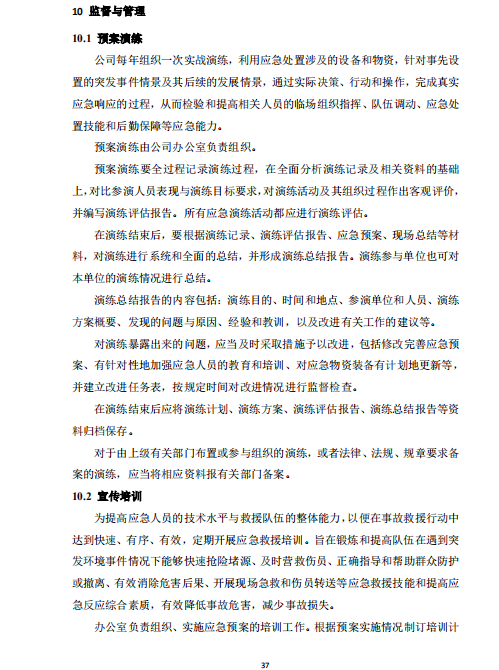 10 监督与管理
10.1 预案演练
公司每年组织一次实战演练，利用应急处置涉及的设备和物资，针对事先设
置的突发事件情景及其后续的发展情景，通过实际决策、行动和操作，完成真实
应急响应的过程，从而检验和提高相关人员的临场组织指挥、队伍调动、应急处
置技能和后勤保障等应急能力。
预案演练由公司办公室负责组织。
预案演练要全过程记录演练过程，在全面分析演练记录及相关资料的基础
上，对比参演人员表现与演练目标要求，对演练活动及其组织过程作出客观评价，
并编写演练评估报告。所有应急演练活动都应进行演练评估。
在演练结束后，要根据演练记录、演练评估报告、应急预案、现场总结等材
料，对演练进行系统和全面的总结，并形成演练总结报告。演练参与单位也可对
本单位的演练情况进行总结。
演练总结报告的内容包括：演练目的、时间和地点、参演单位和人员、演练
方案概要、发现的问题与原因、经验和教训，以及改进有关工作的建议等。
对演练暴露出来的问题，应当及时采取措施予以改进，包括修改完善应急预
案、有针对性地加强应急人员的教育和培训、对应急物资装备有计划地更新等，
并建立改进任务表，按规定时间对改进情况进行监督检查。
在演练结束后应将演练计划、演练方案、演练评估报告、演练总结报告等资
料归档保存。
对于由上级有关部门布置或参与组织的演练，或者法律、法规、规章要求备
案的演练，应当将相应资料报有关部门备案。
10.2 宣传培训
为提高应急人员的技术水平与救援队伍的整体能力，以便在事故救援行动中
达到快速、有序、有效，定期开展应急救援培训。旨在锻炼和提高队伍在遇到突
发环境事件情况下能够快速抢险堵源、及时营救伤员、正确指导和帮助群众防护
或撤离、有效消除危害后果、开展现场急救和伤员转送等应急救援技能和提高应
急反应综合素质，有效降低事故危害，减少事故损失。
办公室负责组织、实施应急预案的培训工作。根据预案实施情况制订培训计
37